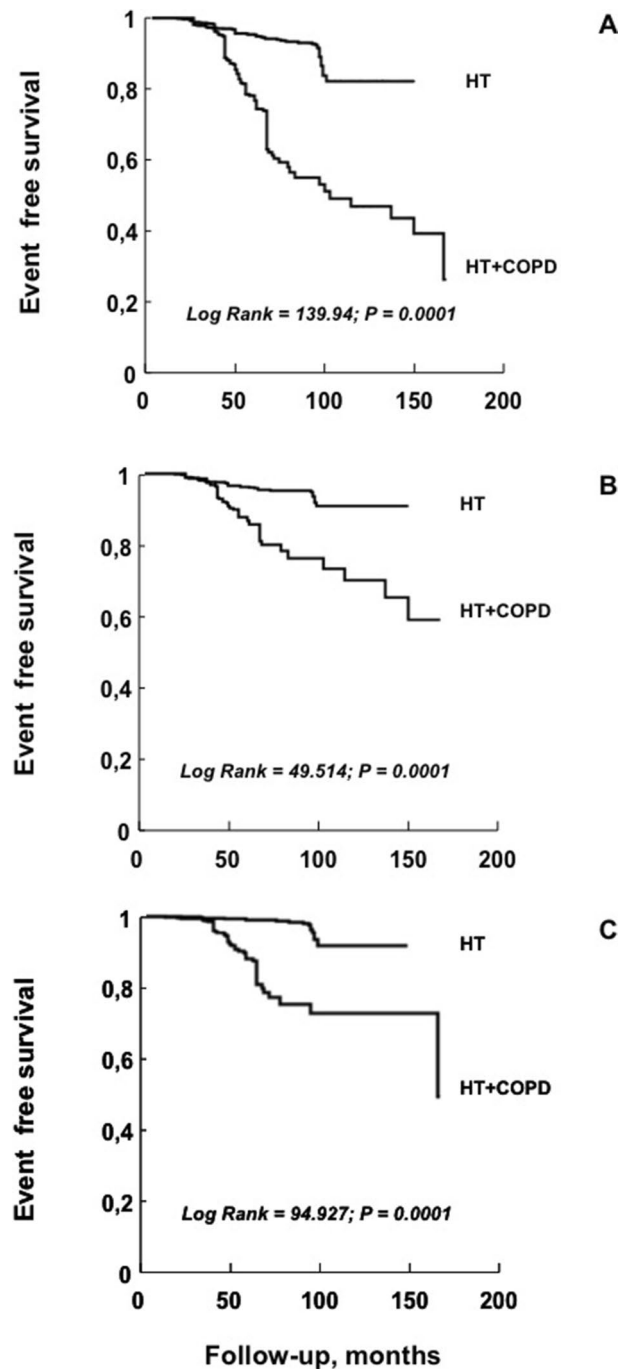 A
1
0,8
0,6
0,4
0,2
0
Event free survival
HT
HT+COPD
Log Rank = 139.94; P = 0.0001
0 50 100 150 200
B
1
0,8
0,6
0,4
0,2
0
Event free survival
HT
HT+COPD
Log Rank = 49.514; P = 0.0001
0 50 100 150 200
C
1
0,8
0,6
0,4
0,2
0
Event free survival
HT
HT+COPD
Log Rank = 94.927; P = 0.0001
0 50 100 150 200
Follow-up, months